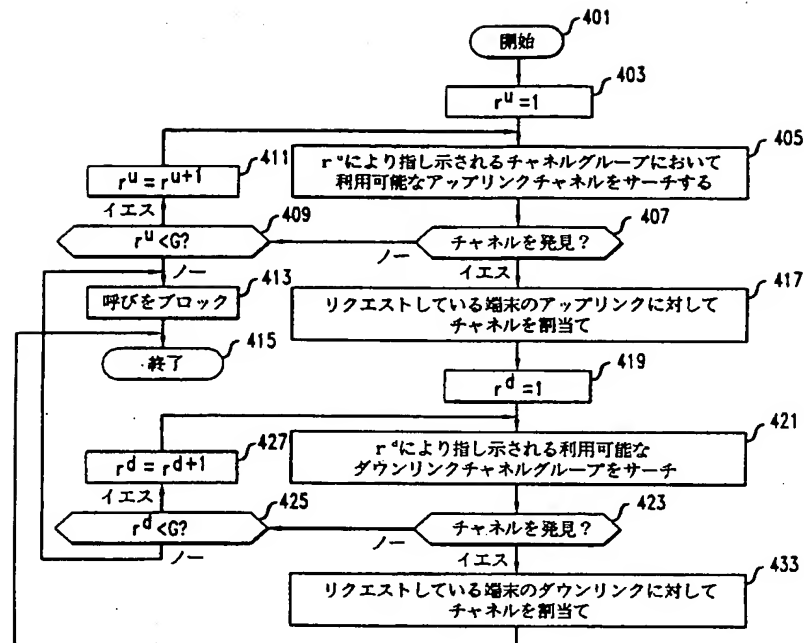 401
開始
403
r^u=1
405
r^uにより指し示されるチャネルグループにおいて
利用可能なアップリンクチャネルをサーチする
411
r^u=r^u+1
イエス
409
r^u<G?
ノー
407
チャネルを発見?
ノー
イエス
413
呼びをブロック
417
リクエストしている端末のアップリンクに対して
チャネルを割当て
415
終了
419
r^d=1
421
r^dにより指し示される利用可能な
ダウンリンクチャネルグループをサーチ
427
r^d=r^d+1
イエス
425
r^d<G?
ノー
423
チャネルを発見?
ノー
イエス
433
リクエストしている端末のダウンリンクに対して
チャネルを割当て